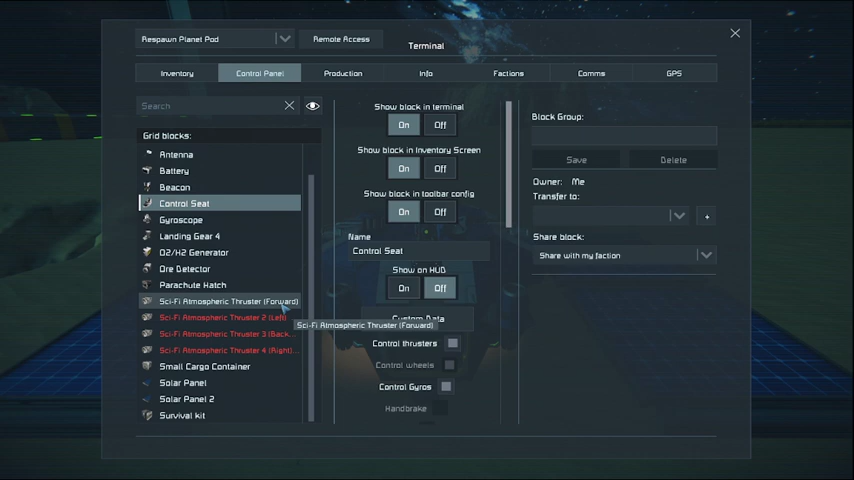 Respawn Planet Pod
Remote Access
Terminal
Inventory
Control Panel
Production
Info
Factions
Comms
GPS
Search
Grid blocks:
Antenna
Battery
Beacon
Control Seat
Gyroscope
Landing Gear 4
O2/H2 Generator
Ore Detector
Parachute Hatch
Sci-Fi Atmospheric Thruster (Forward)
Sci-Fi Atmospheric Thruster 2 (Left)
Sci-Fi Atmospheric Thruster 3 (Back...
Sci-Fi Atmospheric Thruster 4 (Right)...
Small Cargo Container
Solar Panel
Solar Panel 2
Survival kit
Show block in terminal
On Off
Show block in Inventory Screen
On Off
Show block in toolbar config
On Off
Name
Control Seat
Show on HUD
On Off
Custom Data
Sci-Fi Atmospheric Thruster (Forward)
Control thrusters
Control wheels
Control Gyros
Handbrake
Block Group:
Save Delete
Owner: Me
Transfer to:
+
Share block:
Share with my faction